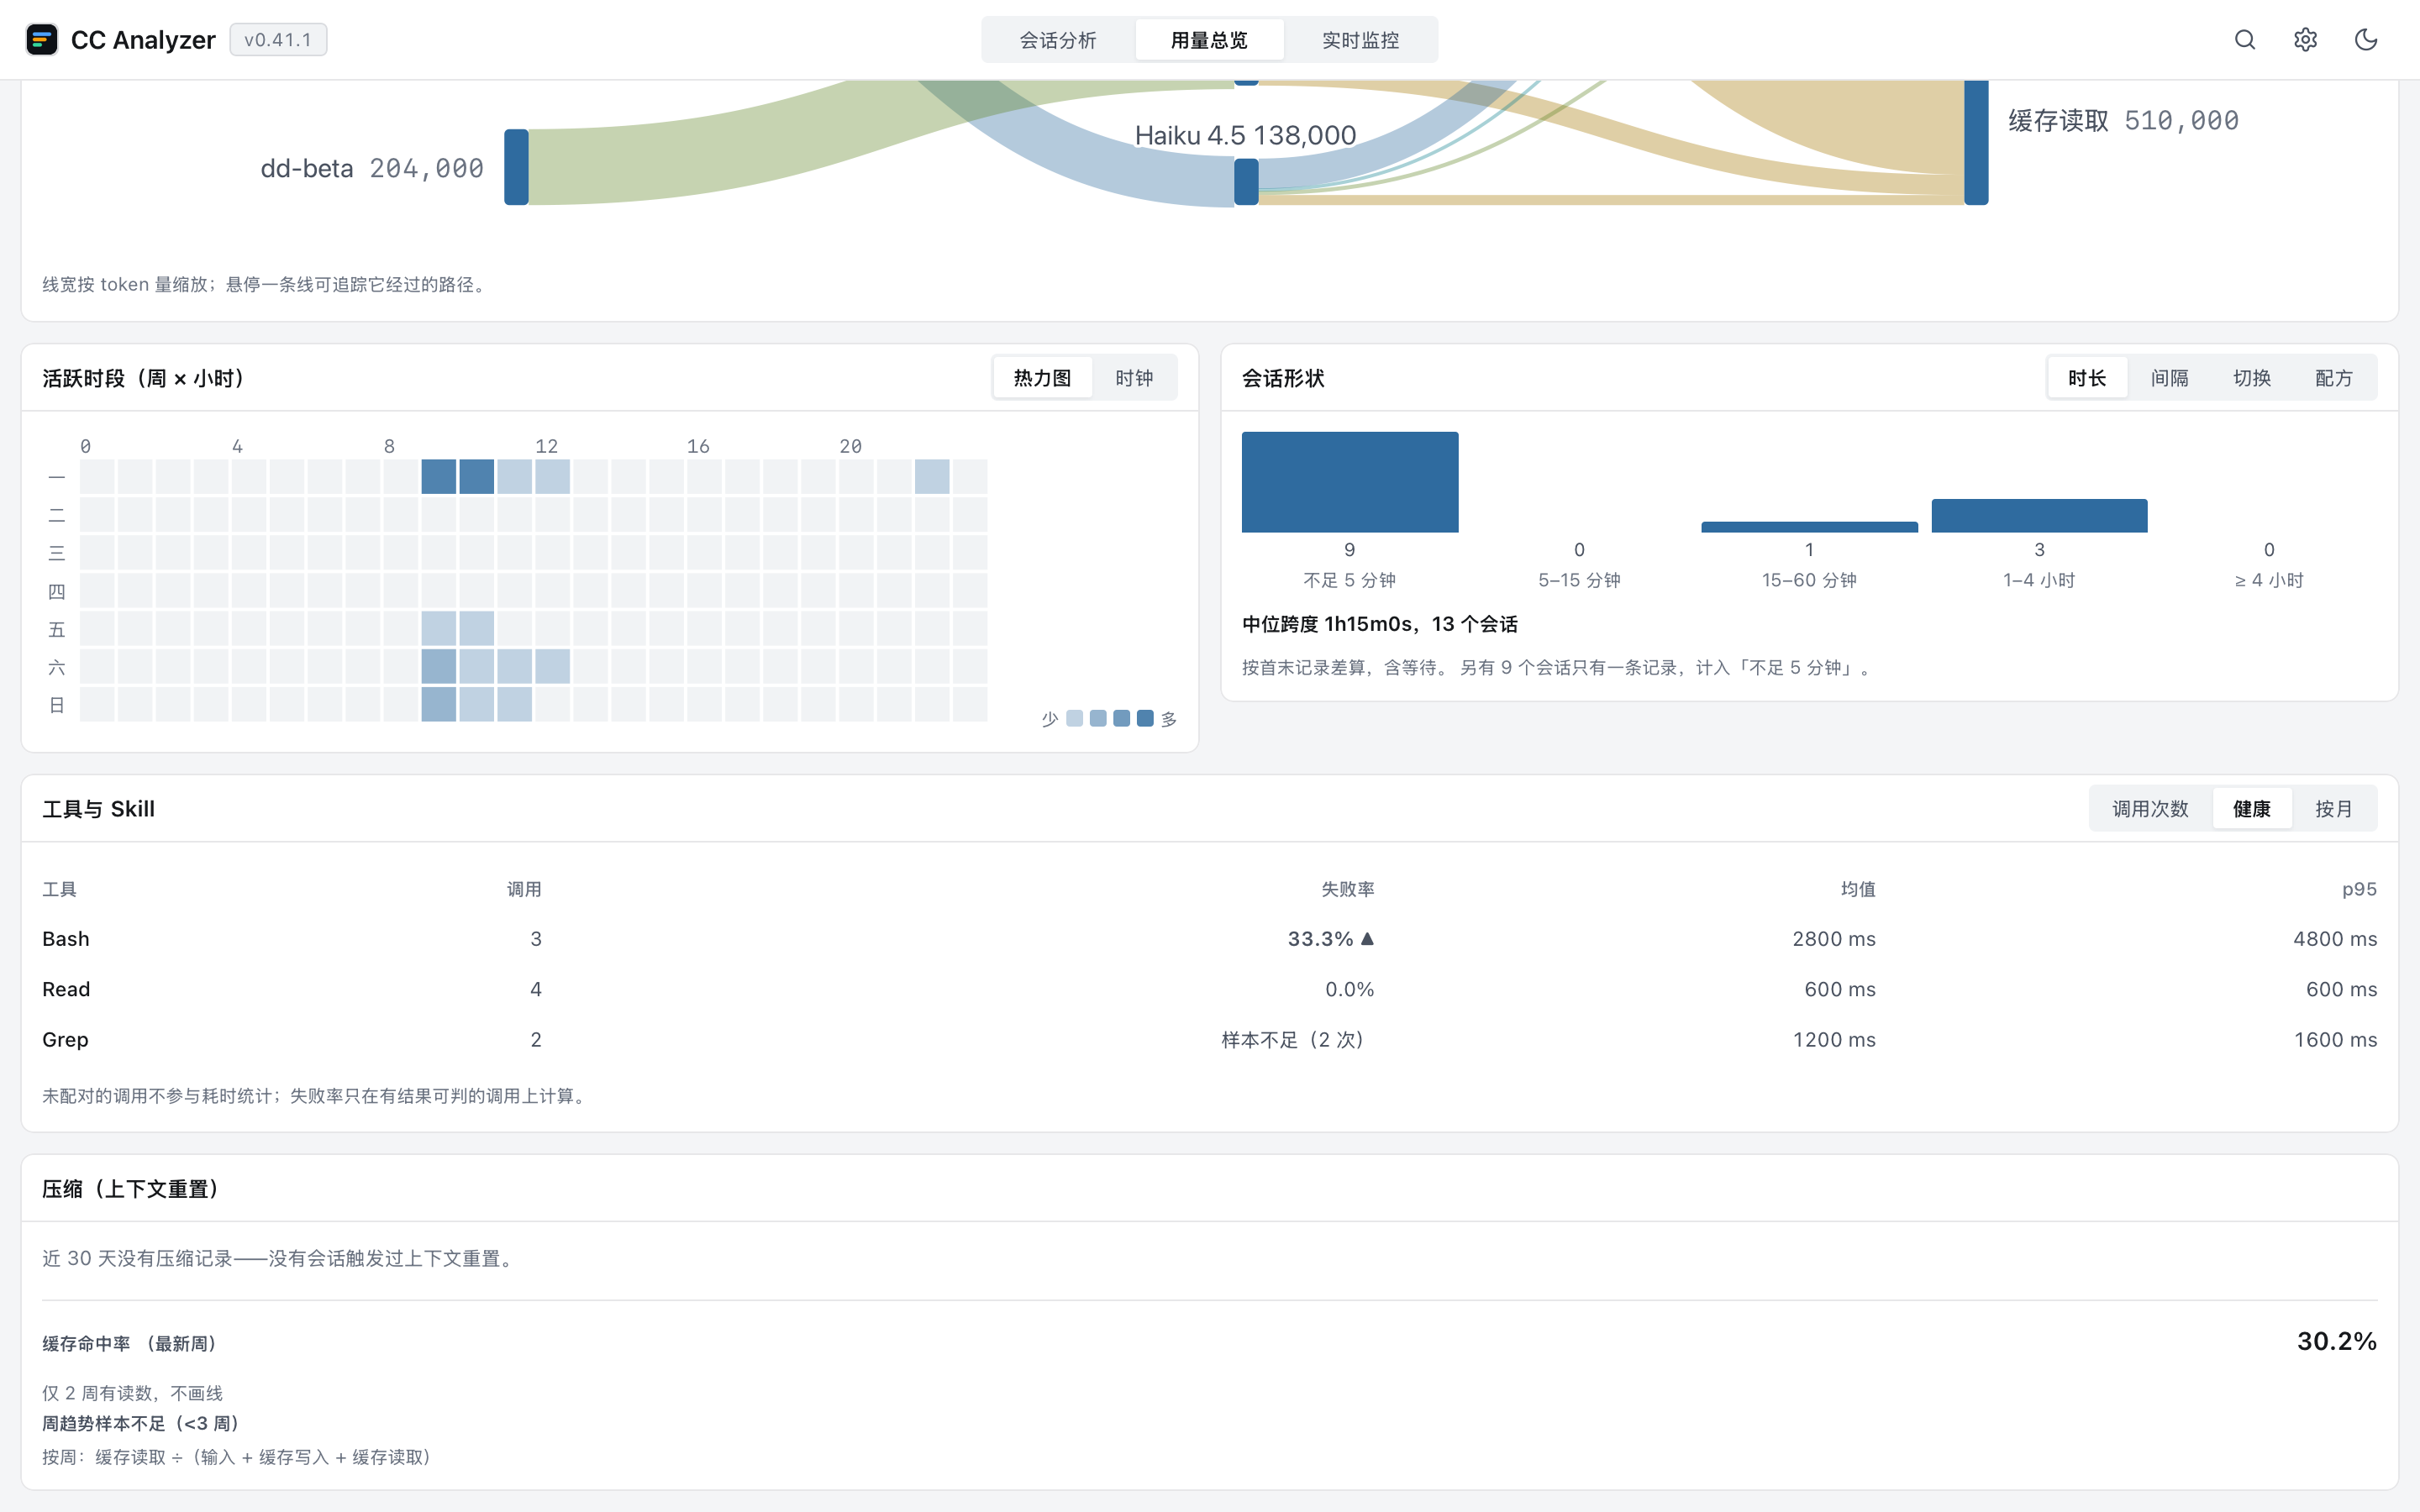 CC Analyzer v0.41.1 会话分析 用量总览 实时监控
缓存读取 510,000
Haiku 4.5 138,000
dd-beta 204,000
线宽按 token 量缩放；悬停一条线可追踪它经过的路径。
活跃时段（周 × 小时） 热力图 时钟
0 4 8 12 16 20
一
二
三
四
五
六
日
少 多
会话形状 时长 间隔 切换 配方
9 0 1 3 0
不足 5 分钟 5–15 分钟 15–60 分钟 1–4 小时 ≥ 4 小时
中位跨度 1h15m0s，13 个会话
按首末记录差算，含等待。 另有 9 个会话只有一条记录，计入「不足 5 分钟」。
工具与 Skill 调用次数 健康 按月
工具 调用 失败率 均值 p95
Bash 3 33.3% ▲ 2800 ms 4800 ms
Read 4 0.0% 600 ms 600 ms
Grep 2 样本不足（2 次） 1200 ms 1600 ms
未配对的调用不参与耗时统计；失败率只在有结果可判的调用上计算。
压缩（上下文重置）
近 30 天没有压缩记录——没有会话触发过上下文重置。
缓存命中率 （最新周） 30.2%
仅 2 周有读数，不画线
周趋势样本不足（<3 周）
按周：缓存读取 ÷（输入 + 缓存写入 + 缓存读取）